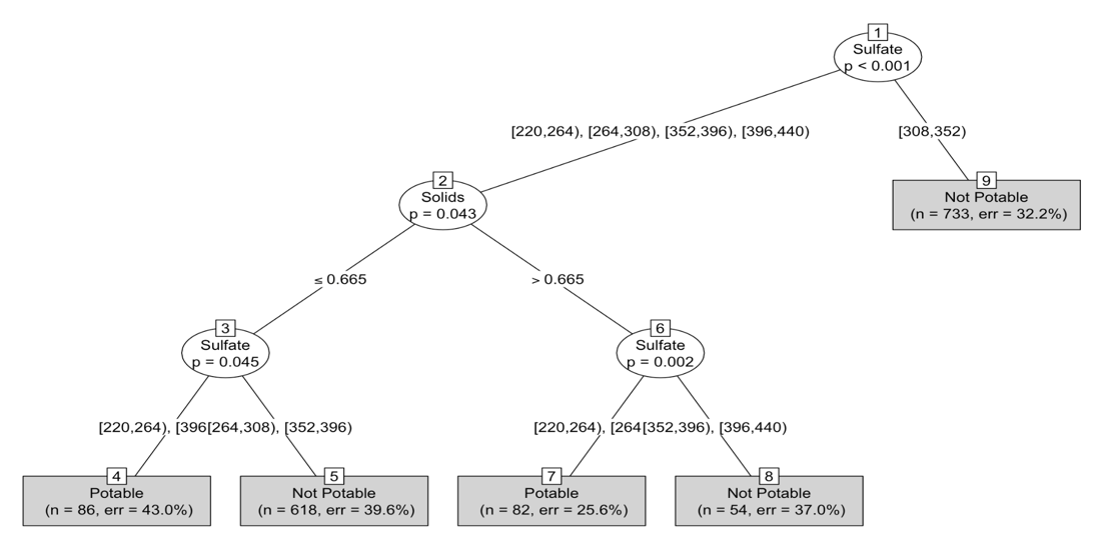 1
Sulfate
p < 0.001
[220,264), [264,308), [352,396), [396,440)
[308,352)
2
Solids
p = 0.043
9
Not Potable
(n = 733, err = 32.2%)
≤ 0.665
> 0.665
3
Sulfate
p = 0.045
6
Sulfate
p = 0.002
[220,264), [396[264,308), [352,396)
[220,264), [264[352,396), [396,440)
4
Potable
(n = 86, err = 43.0%)
5
Not Potable
(n = 618, err = 39.6%)
7
Potable
(n = 82, err = 25.6%)
8
Not Potable
(n = 54, err = 37.0%)